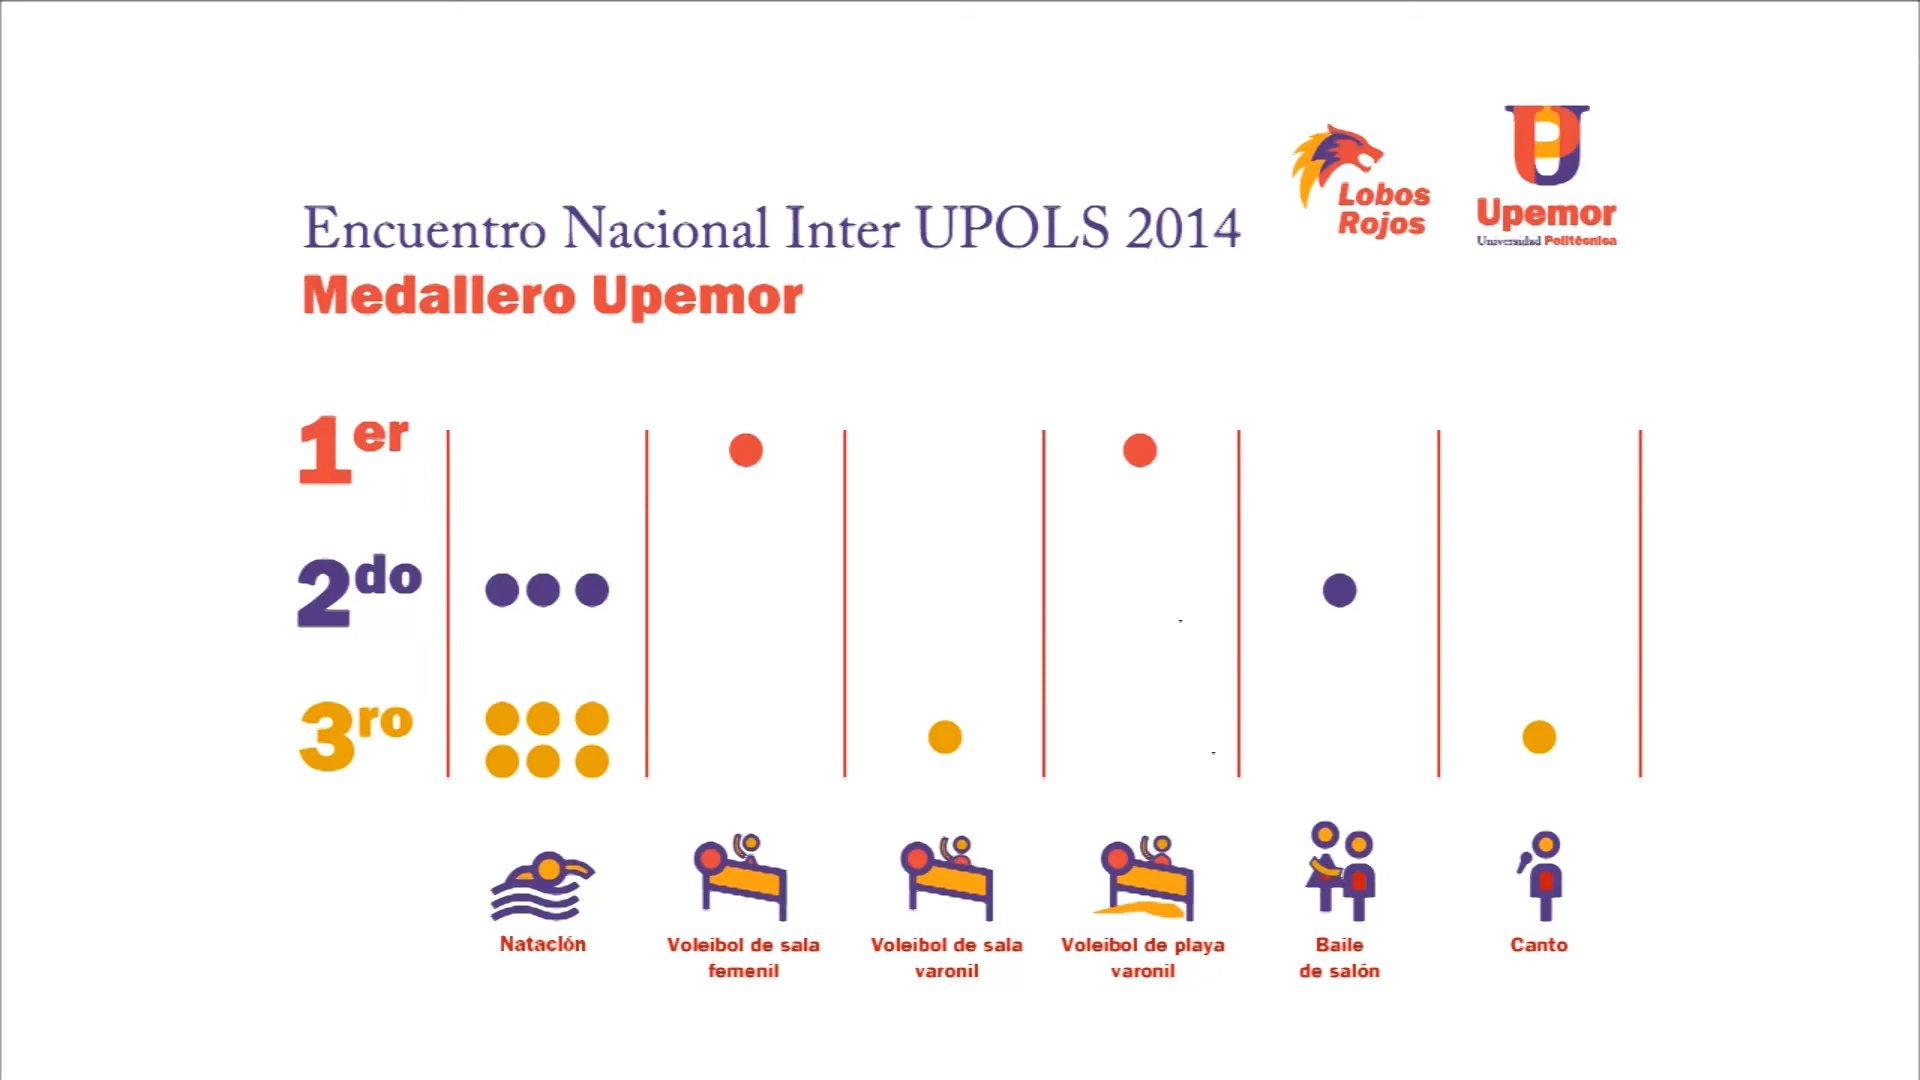 Lobos
Rojos
Upemor
Universidad Politécnica
Encuentro Nacional Inter UPOLS 2014
Medallero Upemor
1er
2do
3ro
Natación
Voleibol de sala
femenil
Voleibol de sala
varonil
Voleibol de playa
varonil
Baile
de salón
Canto